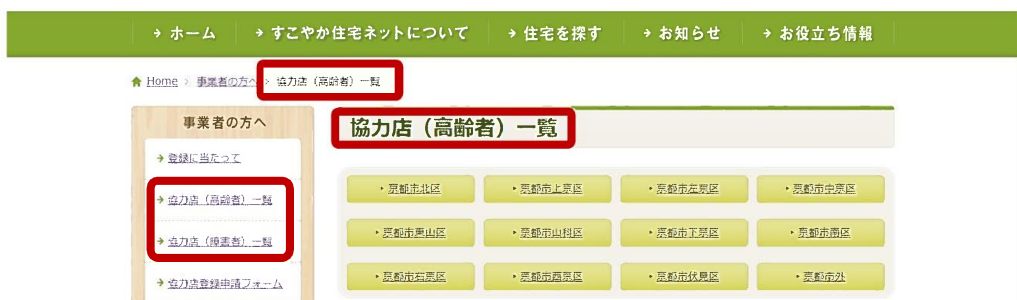 ホーム すこやか住宅ネットについて 住宅を探す お知らせ お役立ち情報
Home > 事業者の方へ > 協力店（高齢者）一覧
事業者の方へ
登録に当たって
協力店（高齢者）一覧
協力店（障害者）一覧
協力店登録申請フォーム
協力店（高齢者）一覧
京都市北区 京都市上京区 京都市左京区 京都市中京区
京都市東山区 京都市山科区 京都市下京区 京都市南区
京都市右京区 京都市西京区 京都市伏見区 京都市外